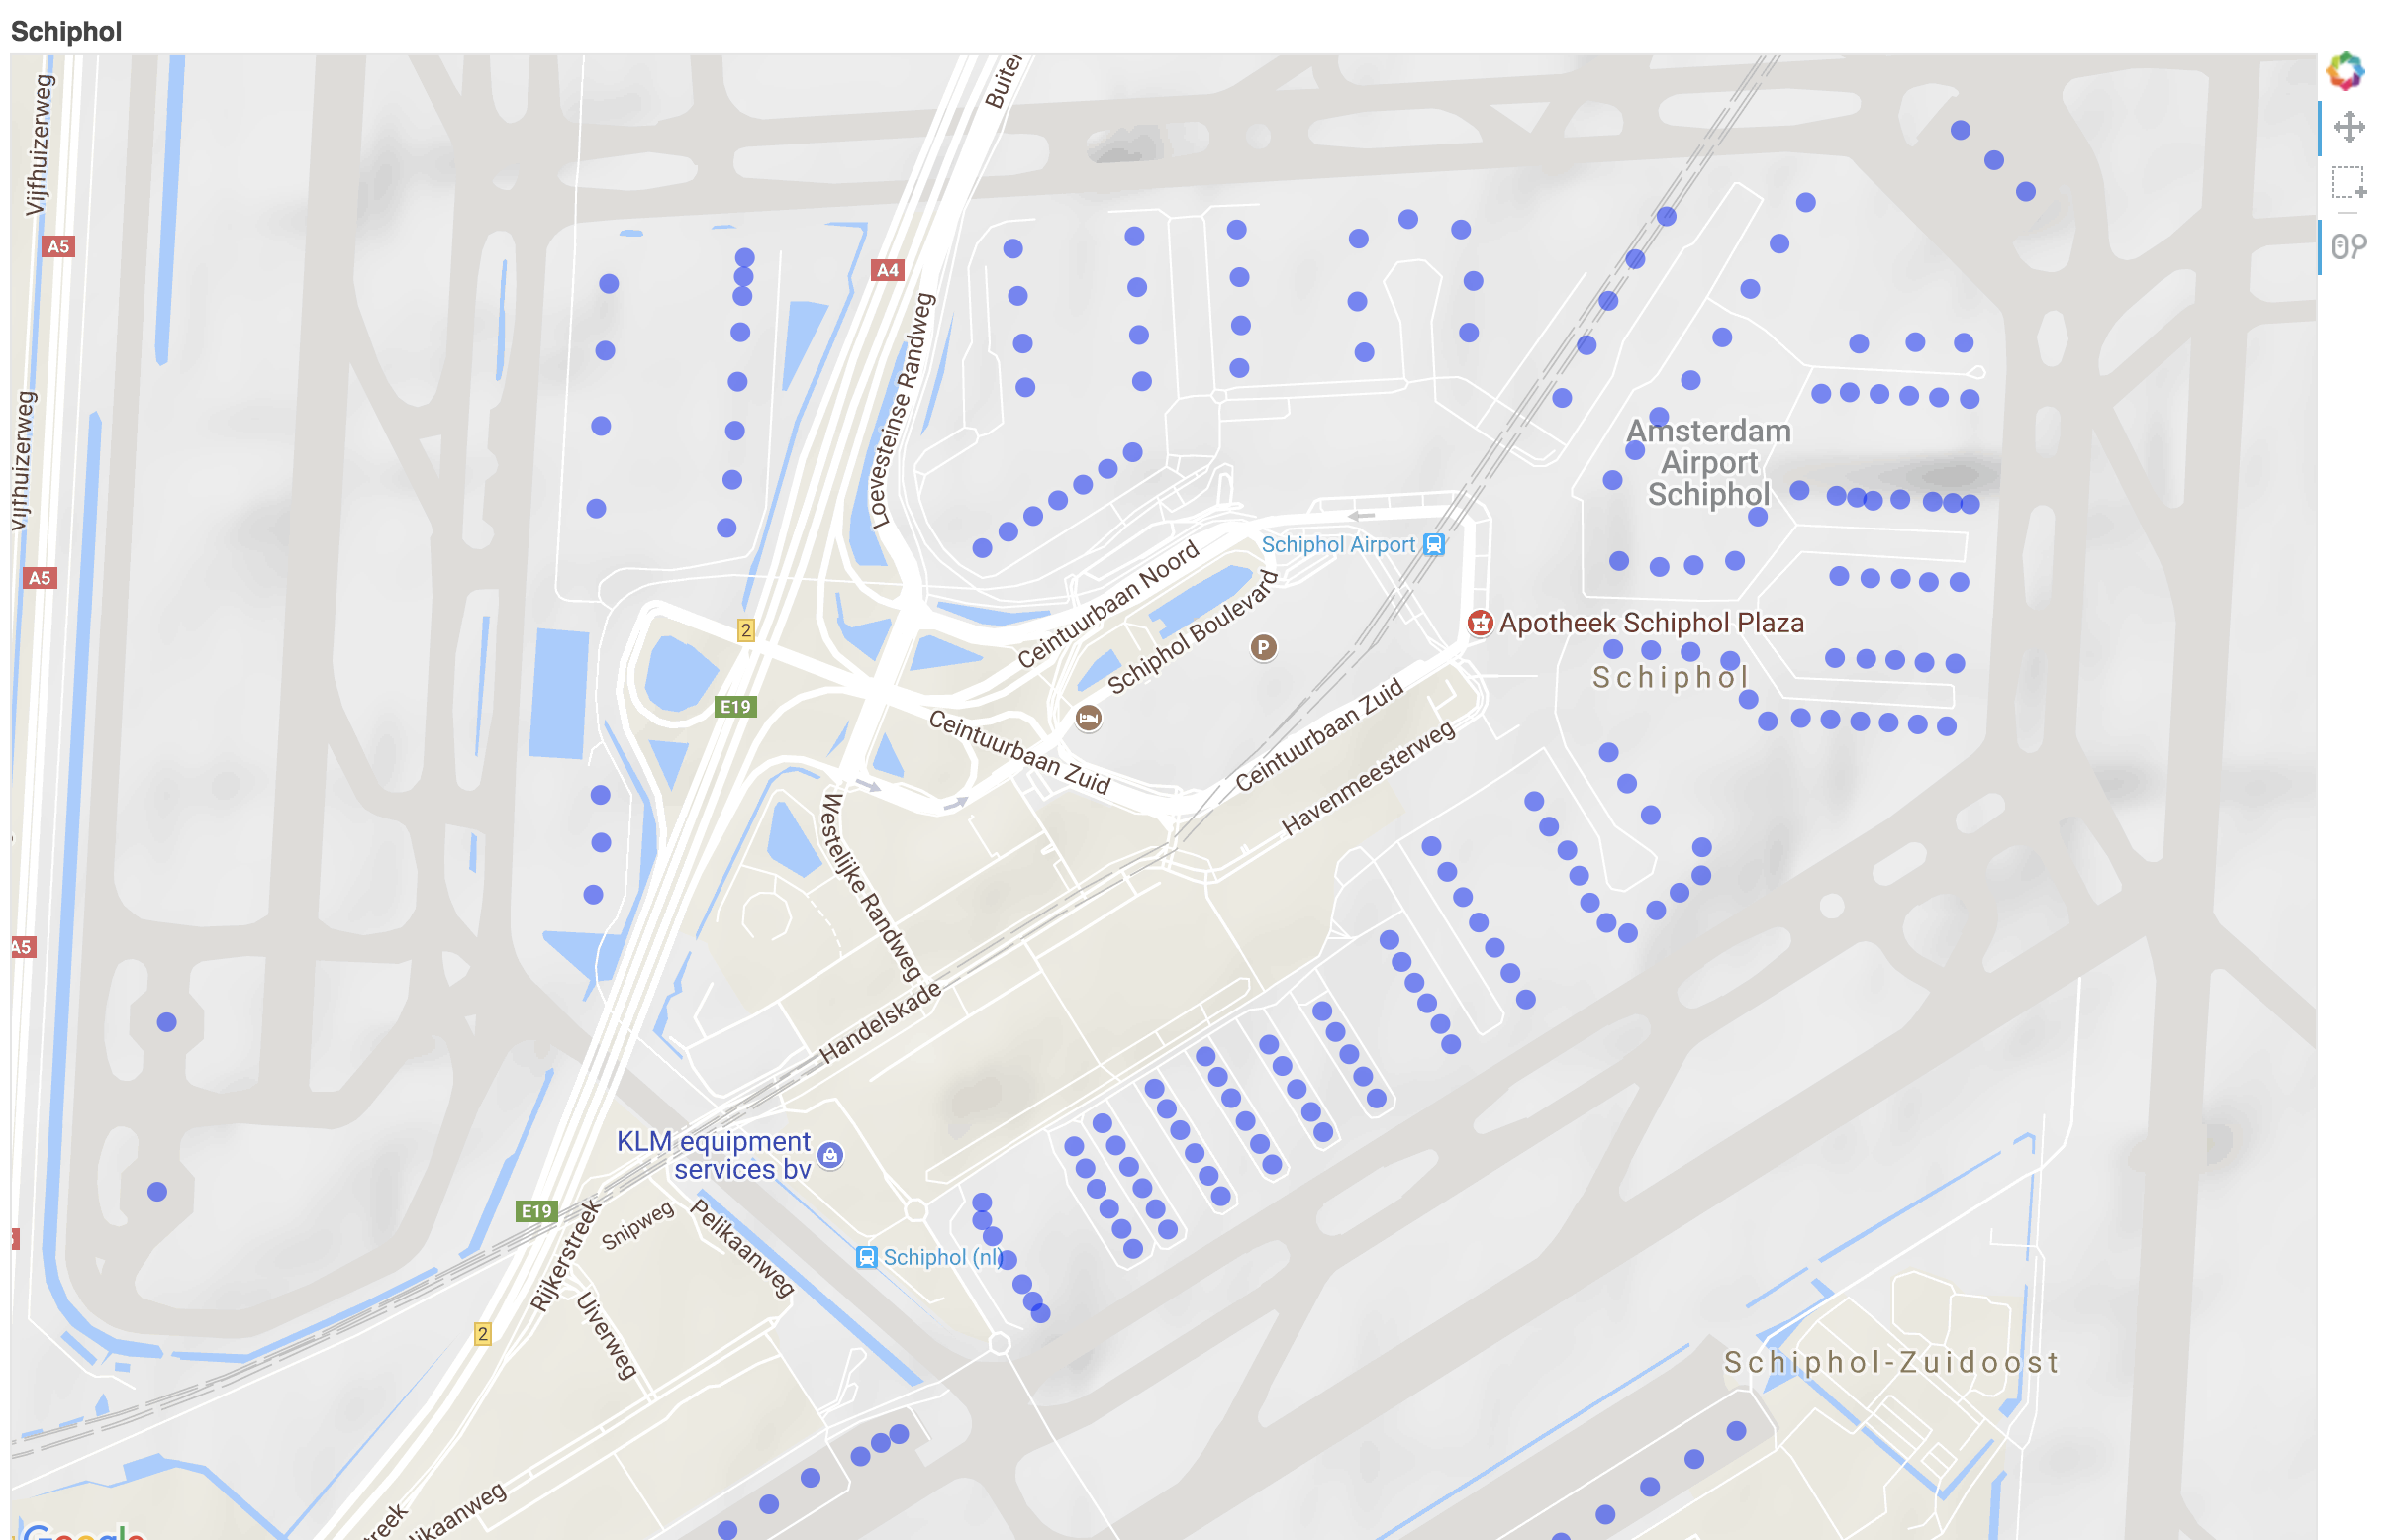 Schiphol
Buiten
Vijfhuizerweg
A5
A4
Loevesteinse Randweg
Vijfhuizerweg
Amsterdam
Airport
Schiphol
Schiphol Airport
A5
Ceintuurbaan Noord
Schiphol Boulevard
P
Apotheek Schiphol Plaza
2
Schiphol
E19
Ceintuurbaan Zuid
Ceintuurbaan Zuid
Havenmeesterweg
Westelijke Randweg
A5
Handelskade
KLM equipment
services bv
E19
Rijkerstreek
Snipweg
Pelikaanweg
Schiphol (nl)
Uiverweg
2
Schiphol-Zuidoost
likaanweg
reek
Google